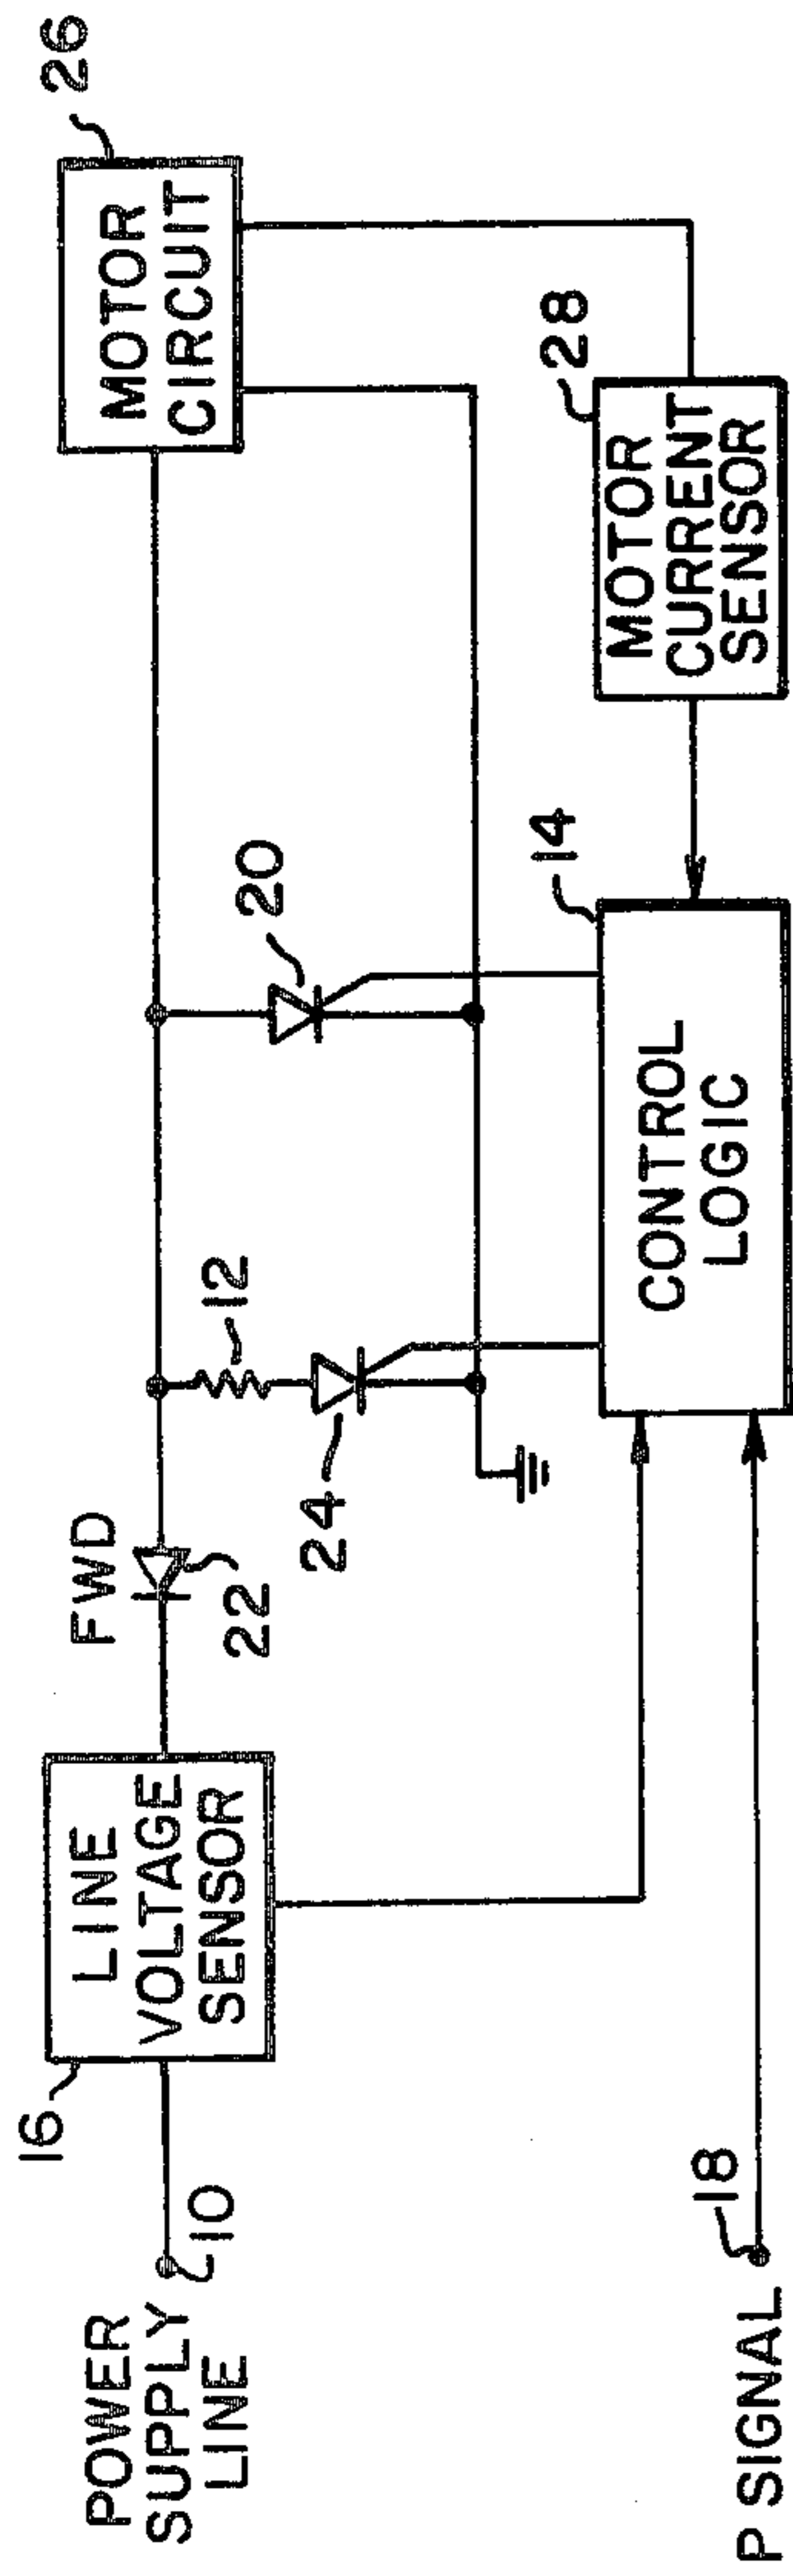 POWER
SUPPLY
LINE
10
16
LINE
VOLTAGE
SENSOR
FWD
22
12
24
20
MOTOR
CIRCUIT
26
P SIGNAL
18
CONTROL
LOGIC
14
MOTOR
CURRENT
SENSOR
28